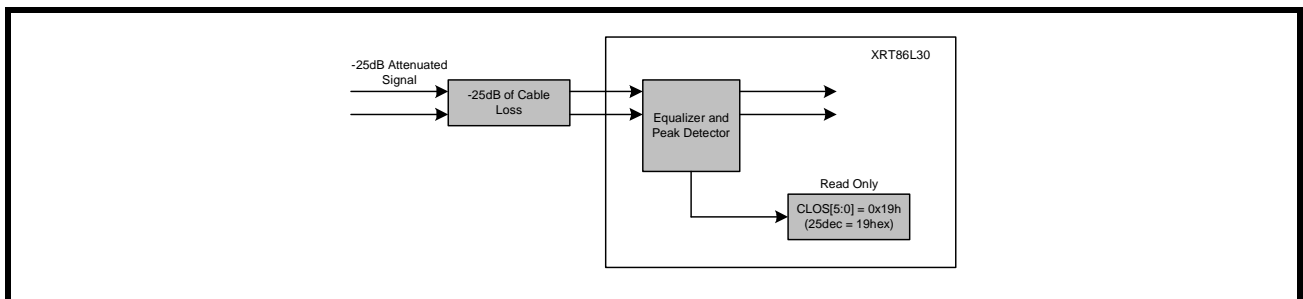 XRT86L30
-25dB Attenuated
Signal
-25dB of Cable
Loss
Equalizer and
Peak Detector
Read Only
CLOS[5:0] = 0x19h
(25dec = 19hex)